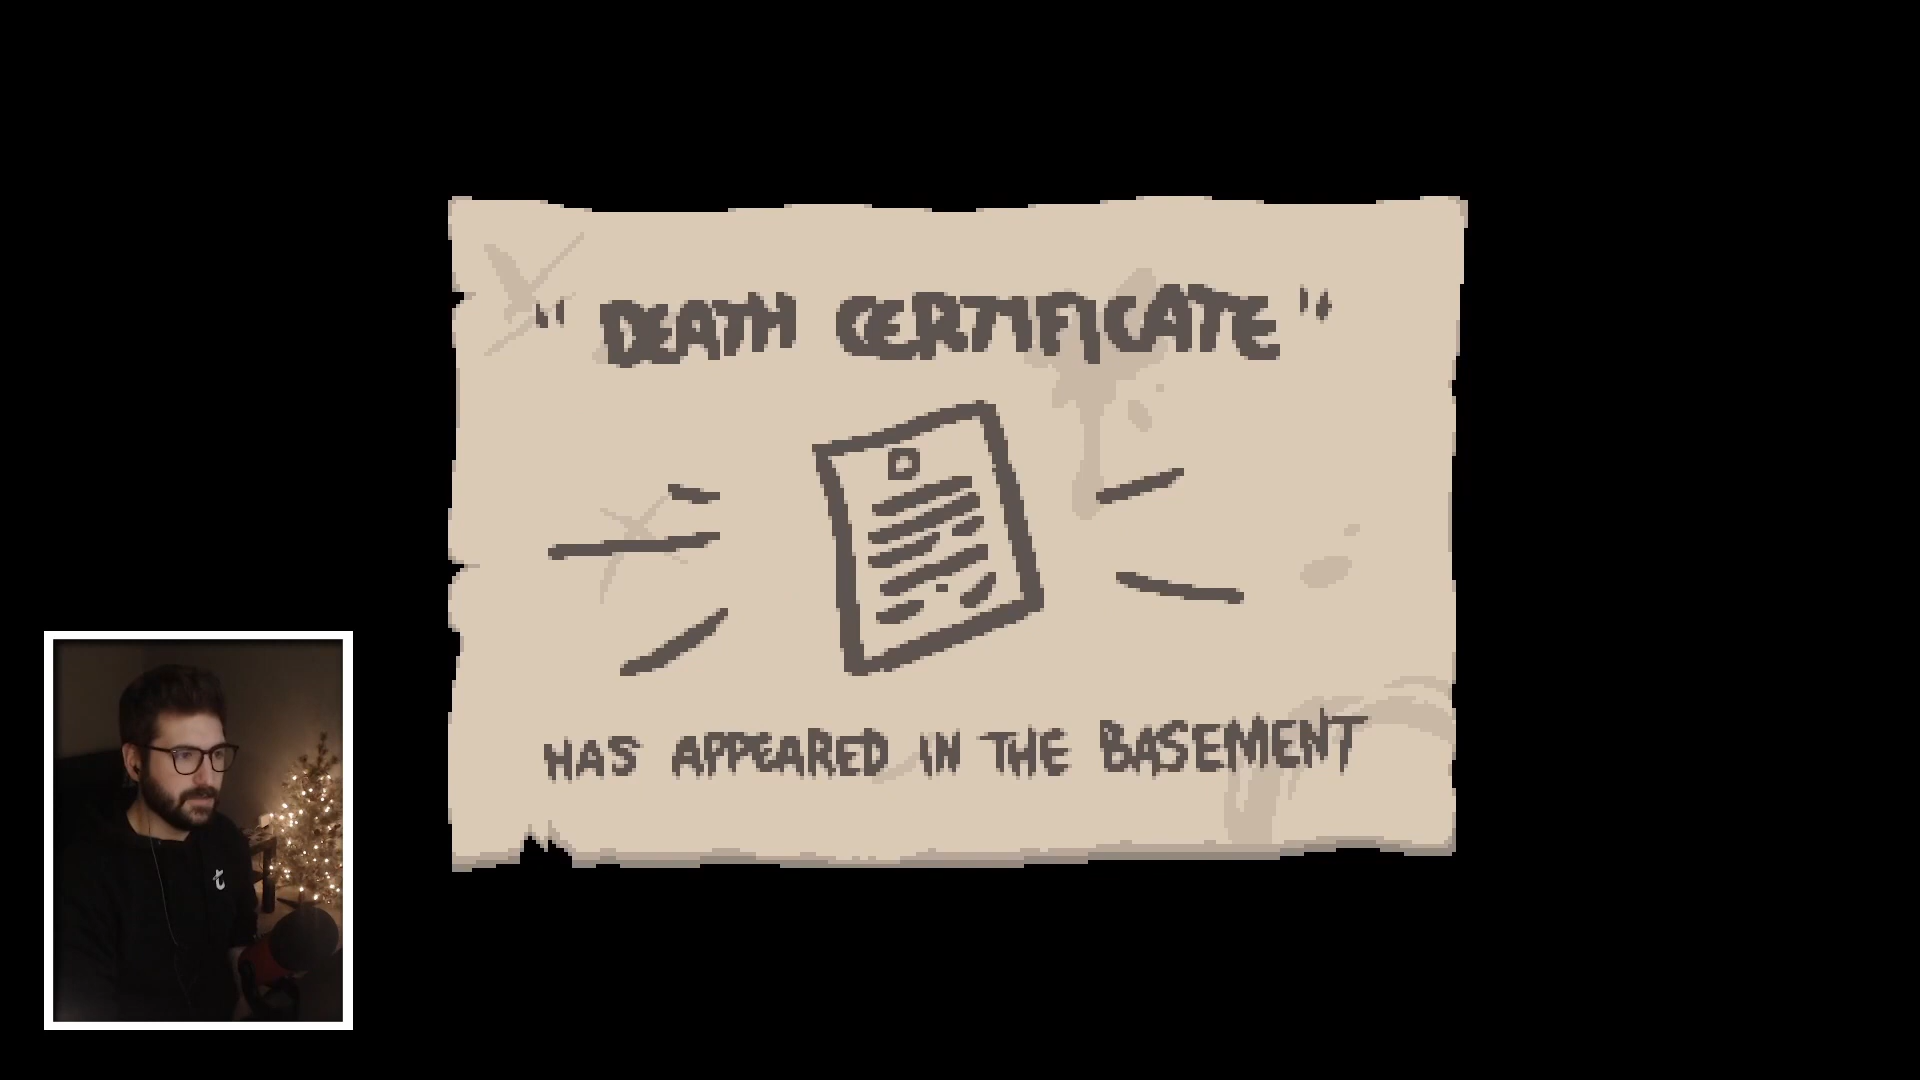 "DEATH CERTIFICATE"
HAS APPEARED IN THE BASEMENT
t